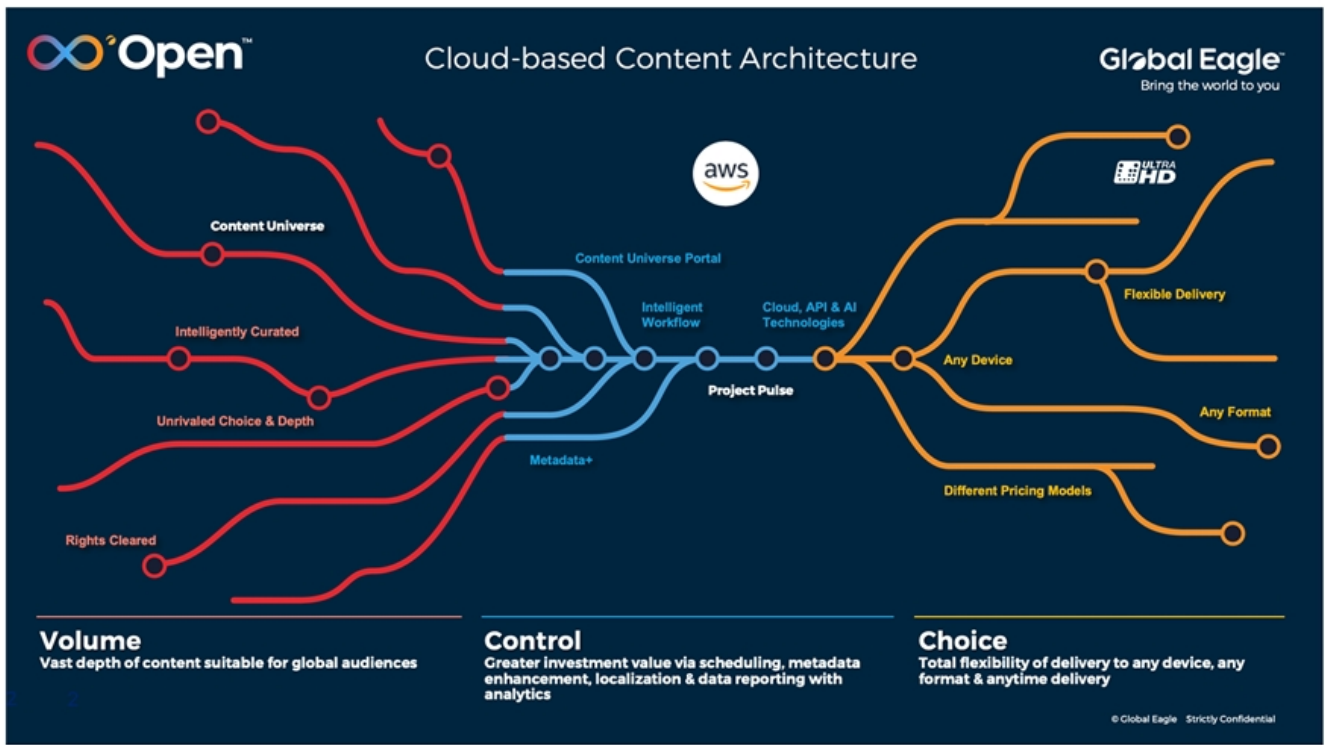 Open™
Cloud-based Content Architecture
Global Eagle™
Bring the world to you
aws
ULTRA
HD
Content Universe
Content Universe Portal
Intelligent
Workflow
Cloud, API & AI
Technologies
Flexible Delivery
Intelligently Curated
Any Device
Project Pulse
Unrivaled Choice & Depth
Any Format
Metadata+
Different Pricing Models
Rights Cleared
Volume
Vast depth of content suitable for global audiences
Control
Greater investment value via scheduling, metadata
enhancement, localization & data reporting with
analytics
Choice
Total flexibility of delivery to any device, any
format & anytime delivery
2 2
© Global Eagle Strictly Confidential